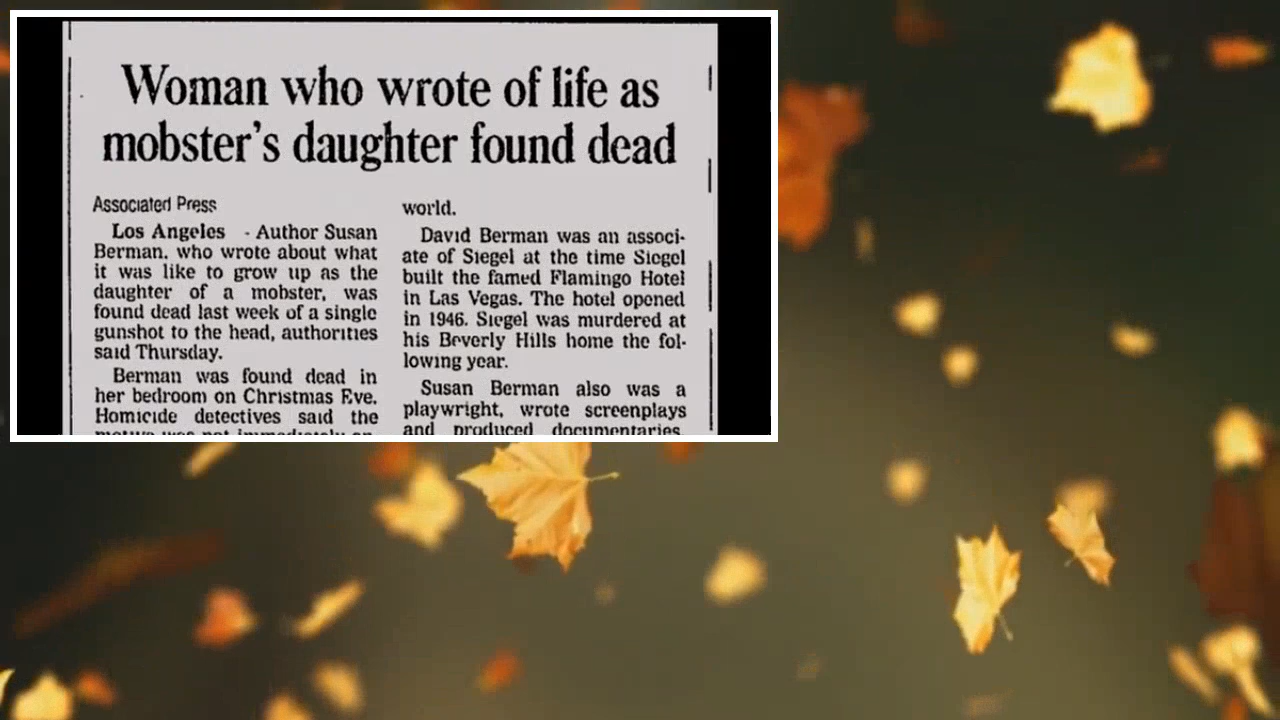 Woman who wrote of life as
mobster's daughter found dead
Associated Press
Los Angeles - Author Susan
Berman, who wrote about what
it was like to grow up as the
daughter of a mobster, was
found dead last week of a single
gunshot to the head, authorities
said Thursday.
Berman was found dead in
her bedroom on Christmas Eve.
Homicide detectives said the
world.
David Berman was an associ-
ate of Siegel at the time Siegel
built the famed Flamingo Hotel
in Las Vegas. The hotel opened
in 1946. Siegel was murdered at
his Beverly Hills home the fol-
lowing year.
Susan Berman also was a
playwright, wrote screenplays
and produced documentaries.